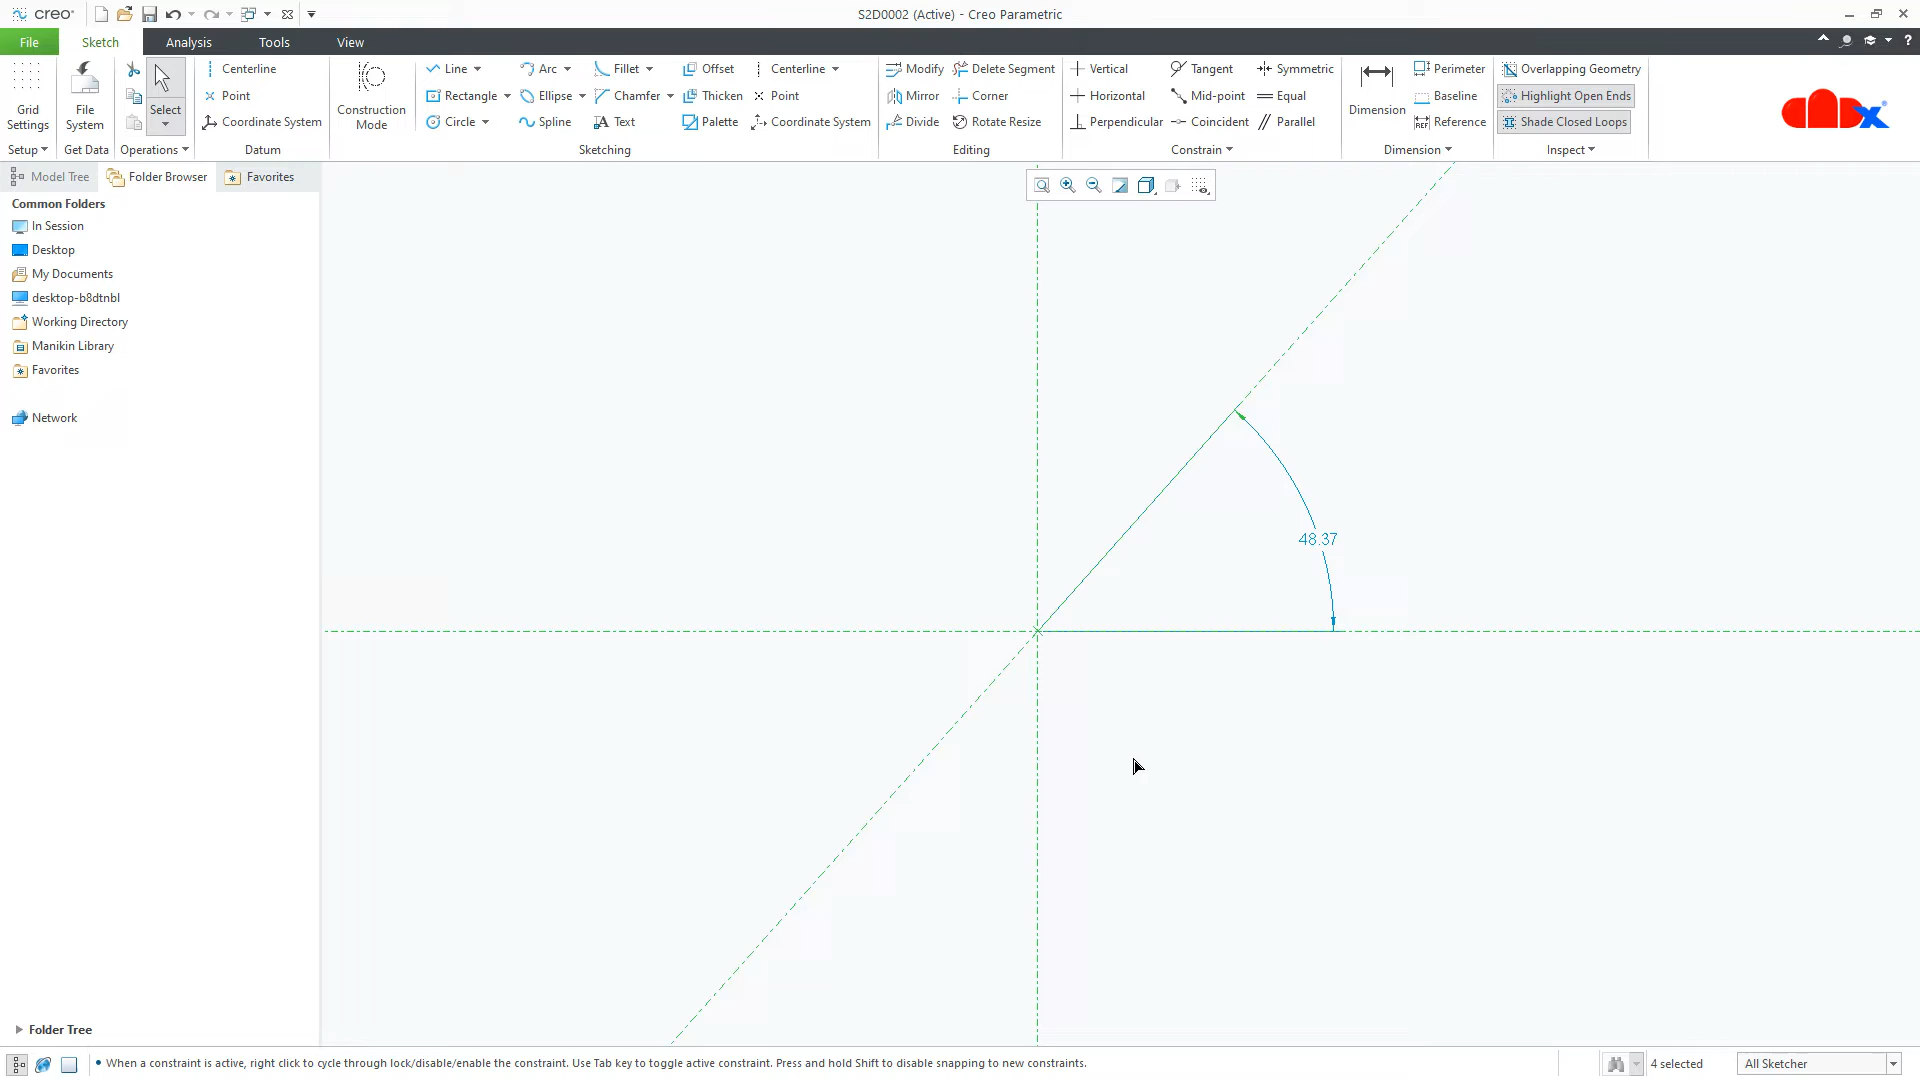 creo®
S2D0002 (Active) - Creo Parametric
File
Sketch
Analysis
Tools
View
Grid Settings
Setup
File System
Get Data
Select
Operations
Centerline
Point
Coordinate System
Datum
Construction Mode
Line
Arc
Fillet
Offset
Centerline
Rectangle
Ellipse
Chamfer
Thicken
Point
Circle
Spline
Text
Palette
Coordinate System
Sketching
Modify
Delete Segment
Mirror
Corner
Divide
Rotate Resize
Editing
Vertical
Tangent
Symmetric
Horizontal
Mid-point
Equal
Perpendicular
Coincident
Parallel
Constrain
Dimension
Perimeter
Baseline
REF Reference
Dimension
Overlapping Geometry
Highlight Open Ends
Shade Closed Loops
Inspect
Model Tree
Folder Browser
Favorites
Common Folders
In Session
Desktop
My Documents
desktop-b8dtnbl
Working Directory
Manikin Library
Favorites
Network
48.37
Folder Tree
• When a constraint is active, right click to cycle through lock/disable/enable the constraint. Use Tab key to toggle active constraint. Press and hold Shift to disable snapping to new constraints.
4 selected
All Sketcher